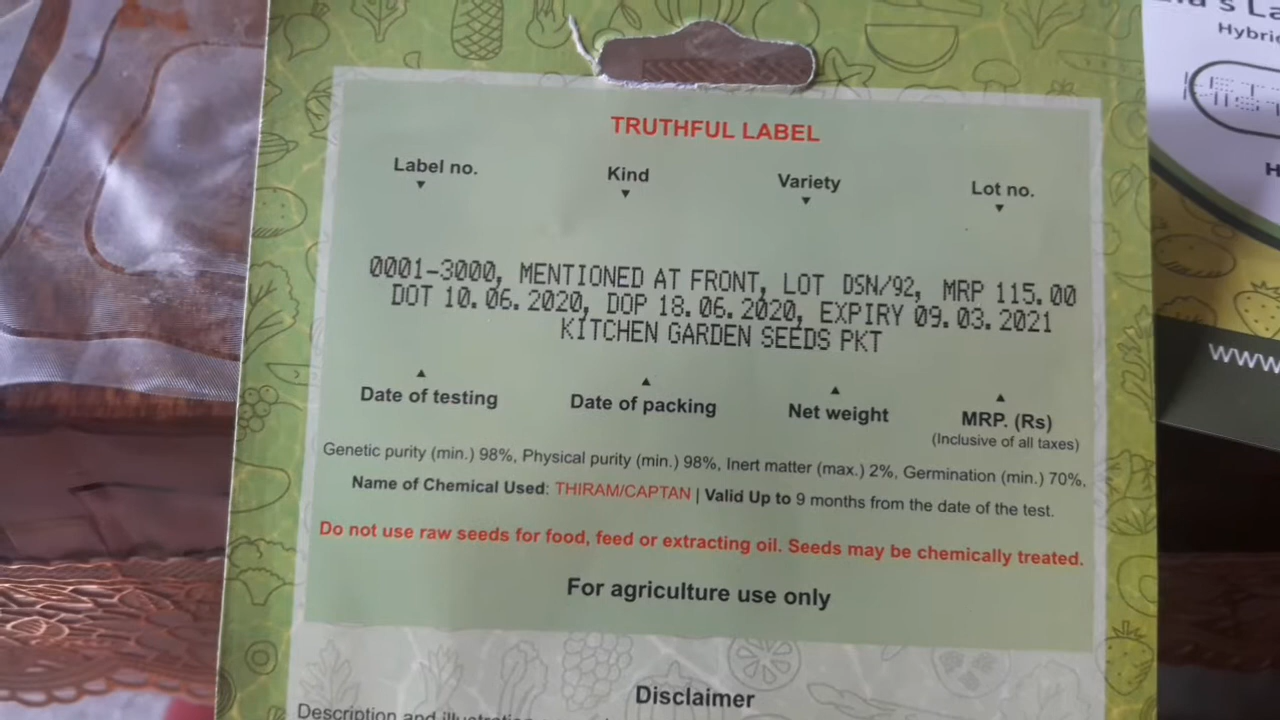 TRUTHFUL LABEL
Label no. Kind Variety Lot no.
0001-3000, MENTIONED AT FRONT, LOT DSN/92, MRP 115.00
DOT 10.06.2020, DOP 18.06.2020, EXPIRY 09.03.2021
KITCHEN GARDEN SEEDS PKT
Date of testing Date of packing Net weight MRP. (Rs)
(Inclusive of all taxes)
Genetic purity (min.) 98%, Physical purity (min.) 98%, Inert matter (max.) 2%, Germination (min.) 70%.
Name of Chemical Used: THIRAM/CAPTAN | Valid Up to 9 months from the date of the test.
Do not use raw seeds for food, feed or extracting oil. Seeds may be chemically treated.
For agriculture use only
Disclaimer
Description and
www